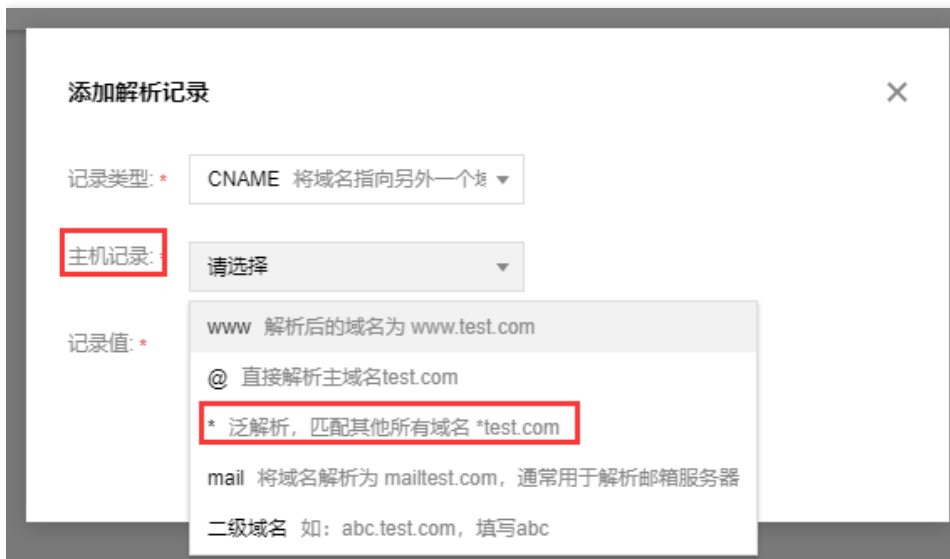 添加解析记录
记录类型: * CNAME 将域名指向另外一个
主机记录: * 请选择
www 解析后的域名为 www.test.com
记录值: *
@ 直接解析主域名test.com
* 泛解析，匹配其他所有域名 *test.com
mail 将域名解析为 mailtest.com，通常用于解析邮箱服务器
二级域名 如：abc.test.com，填写abc